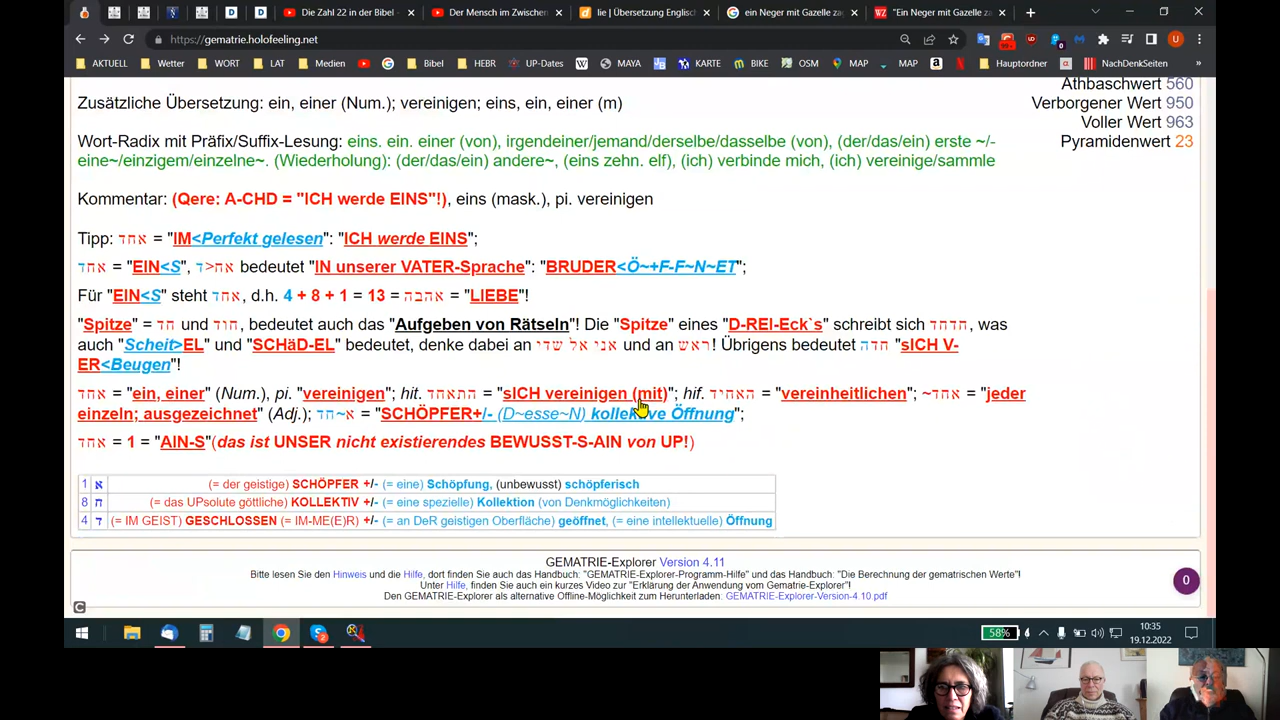 Die Zahl 22 in der Bibel -
Der Mensch im Zwischen
lie | Übersetzung Englisc
ein Neger mit Gazelle za
"Ein Neger mit Gazelle z
https://gematrie.holofeeling.net
AKTUELL Wetter WORT LAT Medien Bibel HEBR UP-Dates MAYA KARTE BIKE OSM MAP MAP Hauptordner NachDenkSeiten
Athbaschwert 560
Zusätzliche Übersetzung: ein, einer (Num.); vereinigen; eins, ein, einer (m)
Verborgener Wert 950
Voller Wert 963
Wort-Radix mit Präfix/Suffix-Lesung: eins. ein. einer (von), irgendeiner/jemand/derselbe/dasselbe (von), (der/das/ein) erste ~/-
Pyramidenwert 23
eine~/einzigem/einzelne~. (Wiederholung): (der/das/ein) andere~, (eins zehn. elf), (ich) verbinde mich, (ich) vereinige/sammle
Kommentar: (Qere: A-CHD = "ICH werde EINS"!), eins (mask.), pi. vereinigen
Tipp: אחד = "IM<Perfekt gelesen": "ICH werde EINS";
אחד = "EIN<S", אח>ד bedeutet "IN unserer VATER-Sprache": "BRUDER<Ö~+F-F~N~ET";
Für "EIN<S" steht אחד, d.h. 4 + 8 + 1 = 13 = אהבה = "LIEBE"!
"Spitze" = חד und חוד, bedeutet auch das "Aufgeben von Rätseln"! Die "Spitze" eines "D-REI-Eck`s" schreibt sich חדחד, was
auch "Scheit>EL" und "SCHäD-EL" bedeutet, denke dabei an אני אל שדי und an ראש! Übrigens bedeutet חדה "sICH V-
ER<Beugen"!
אחד = "ein, einer" (Num.), pi. "vereinigen" hit. התאחד = "sICH vereinigen (mit)"; hif. האחיד = "vereinheitlichen"; ~אחד = "jeder
einzeln; ausgezeichnet" (Adj.); א~חד = "SCHÖPFER+/- (D~esse~N) kollektive Öffnung";
אחד = 1 = "AIN-S"(das ist UNSER nicht existierendes BEWUSST-S-AIN von UP!)
1 א (= der geistige) SCHÖPFER +/- (= eine) Schöpfung, (unbewusst) schöpferisch
8 ח (= das UPsolute göttliche) KOLLEKTIV +/- (= eine spezielle) Kollektion (von Denkmöglichkeiten)
4 ד (= IM GEIST) GESCHLOSSEN (= IM-ME(E)R) +/- (= an DeR geistigen Oberfläche) geöffnet, (= eine intellektuelle) Öffnung
GEMATRIE-Explorer Version 4.11
Bitte lesen Sie den Hinweis und die Hilfe, dort finden Sie auch das Handbuch: "GEMATRIE-Explorer-Programm-Hilfe" und das Handbuch: "Die Berechnung der gematrischen Werte"!
Unter Hilfe, finden Sie auch ein kurzes Video zur "Erklärung der Anwendung vom Gematrie-Explorer"!
Den GEMATRIE-Explorer als alternative Offline-Möglichkeit zum Herunterladen: GEMATRIE-Explorer-Version-4 10.pdf
0
58%
10:35
19.12.2022